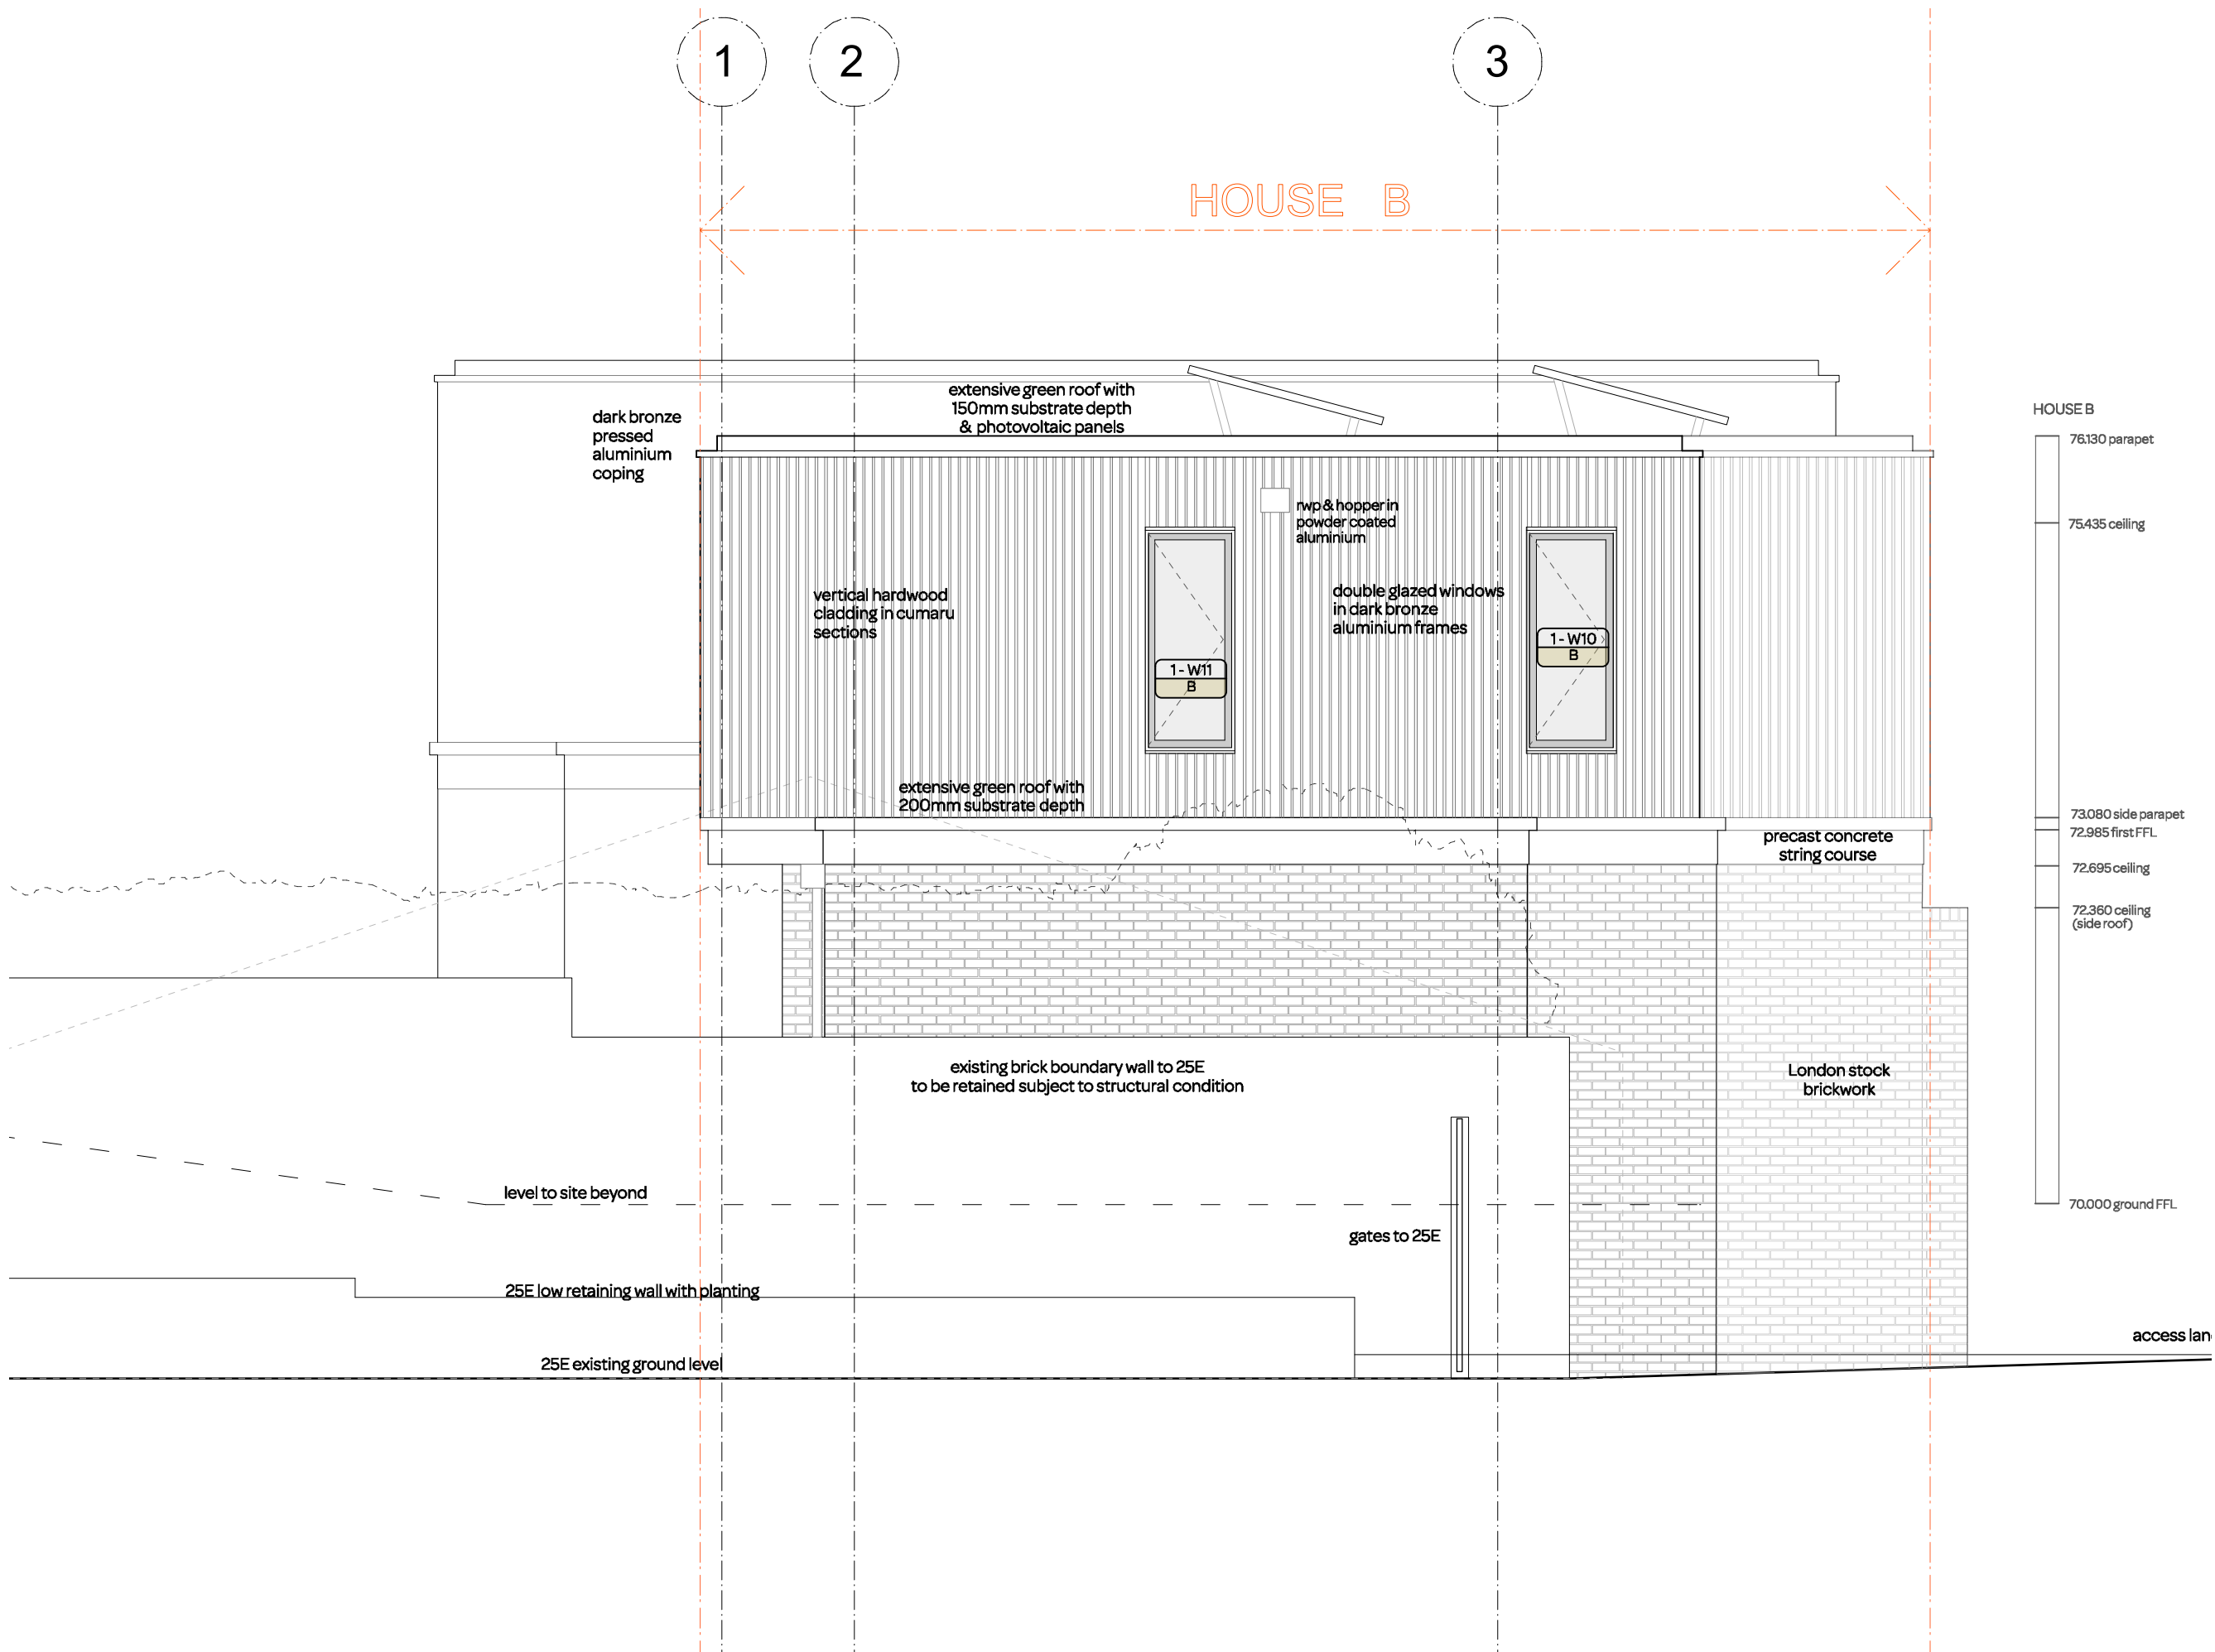 1
2
3
HOUSE B
extensive green roof with
150mm substrate depth
& photovoltaic panels
dark bronze
pressed
aluminium
coping
HOUSE B
76.130 parapet
rwp & hopper in
powder coated
aluminium
75.435 ceiling
vertical hardwood
cladding in cumaru
sections
double glazed windows
in dark bronze
aluminium frames
1 - W10
B
1 - W11
B
extensive green roof with
200mm substrate depth
73.080 side parapet
72.985 first FFL
precast concrete
string course
72.695 ceiling
72.360 ceiling
(side roof)
existing brick boundary wall to 25E
to be retained subject to structural condition
London stock
brickwork
level to site beyond
70.000 ground FFL
gates to 25E
25E low retaining wall with planting
access lan
25E existing ground level